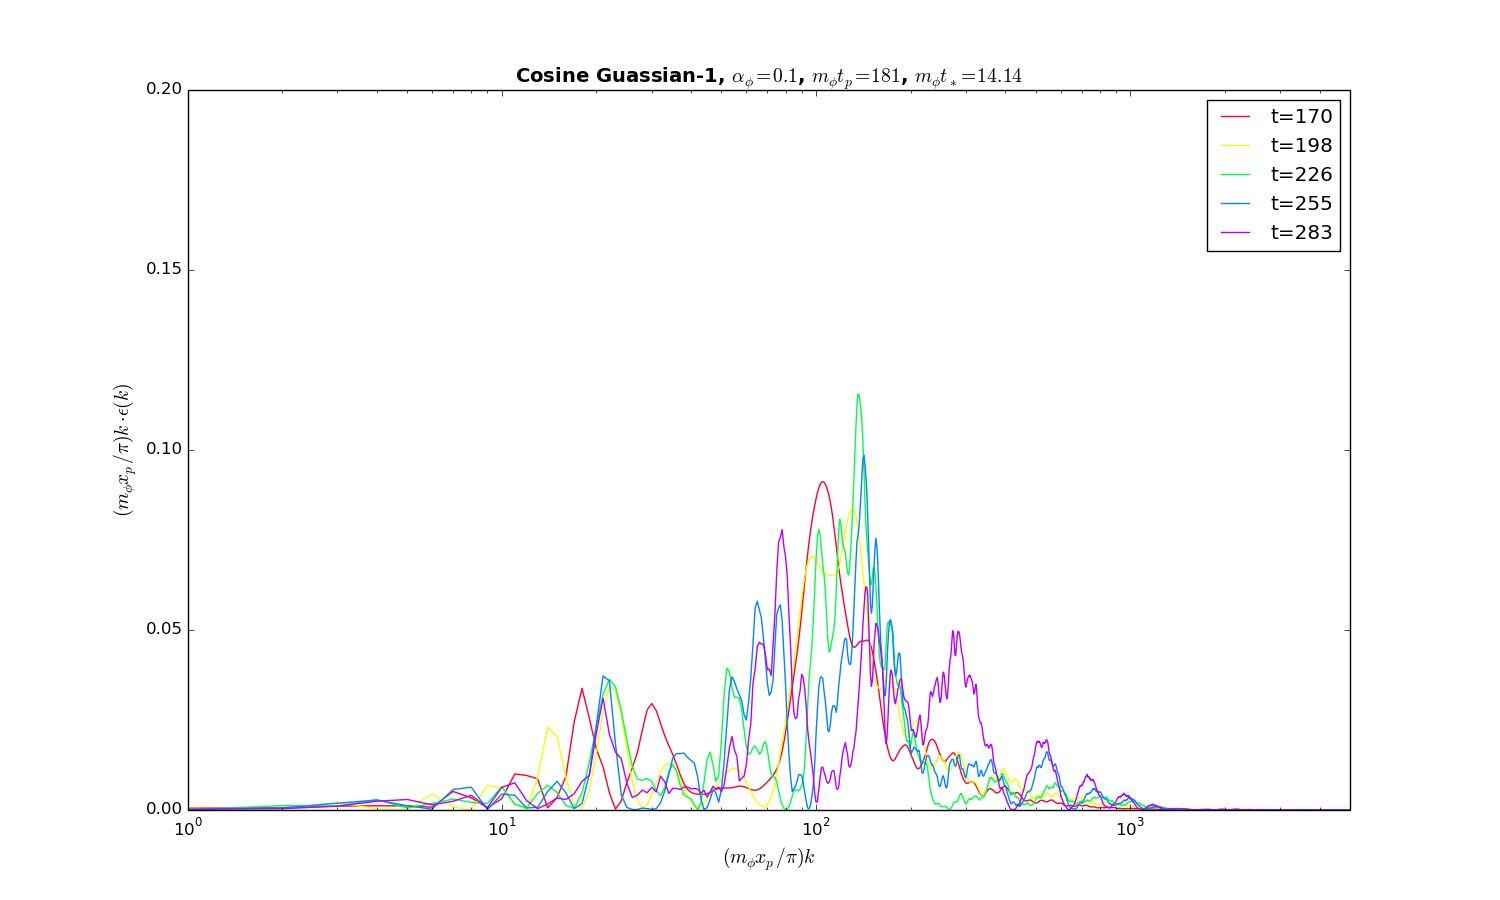 Cosine Guassian-1, α_ϕ=0.1, m_ϕt_p=181, m_ϕt_*=14.14
0.20
0.15
0.10
0.05
0.00
(m_ϕx_p/π)k·ϵ(k)
t=170
t=198
t=226
t=255
t=283
10^0
10^1
10^2
10^3
(m_ϕx_p/π)k